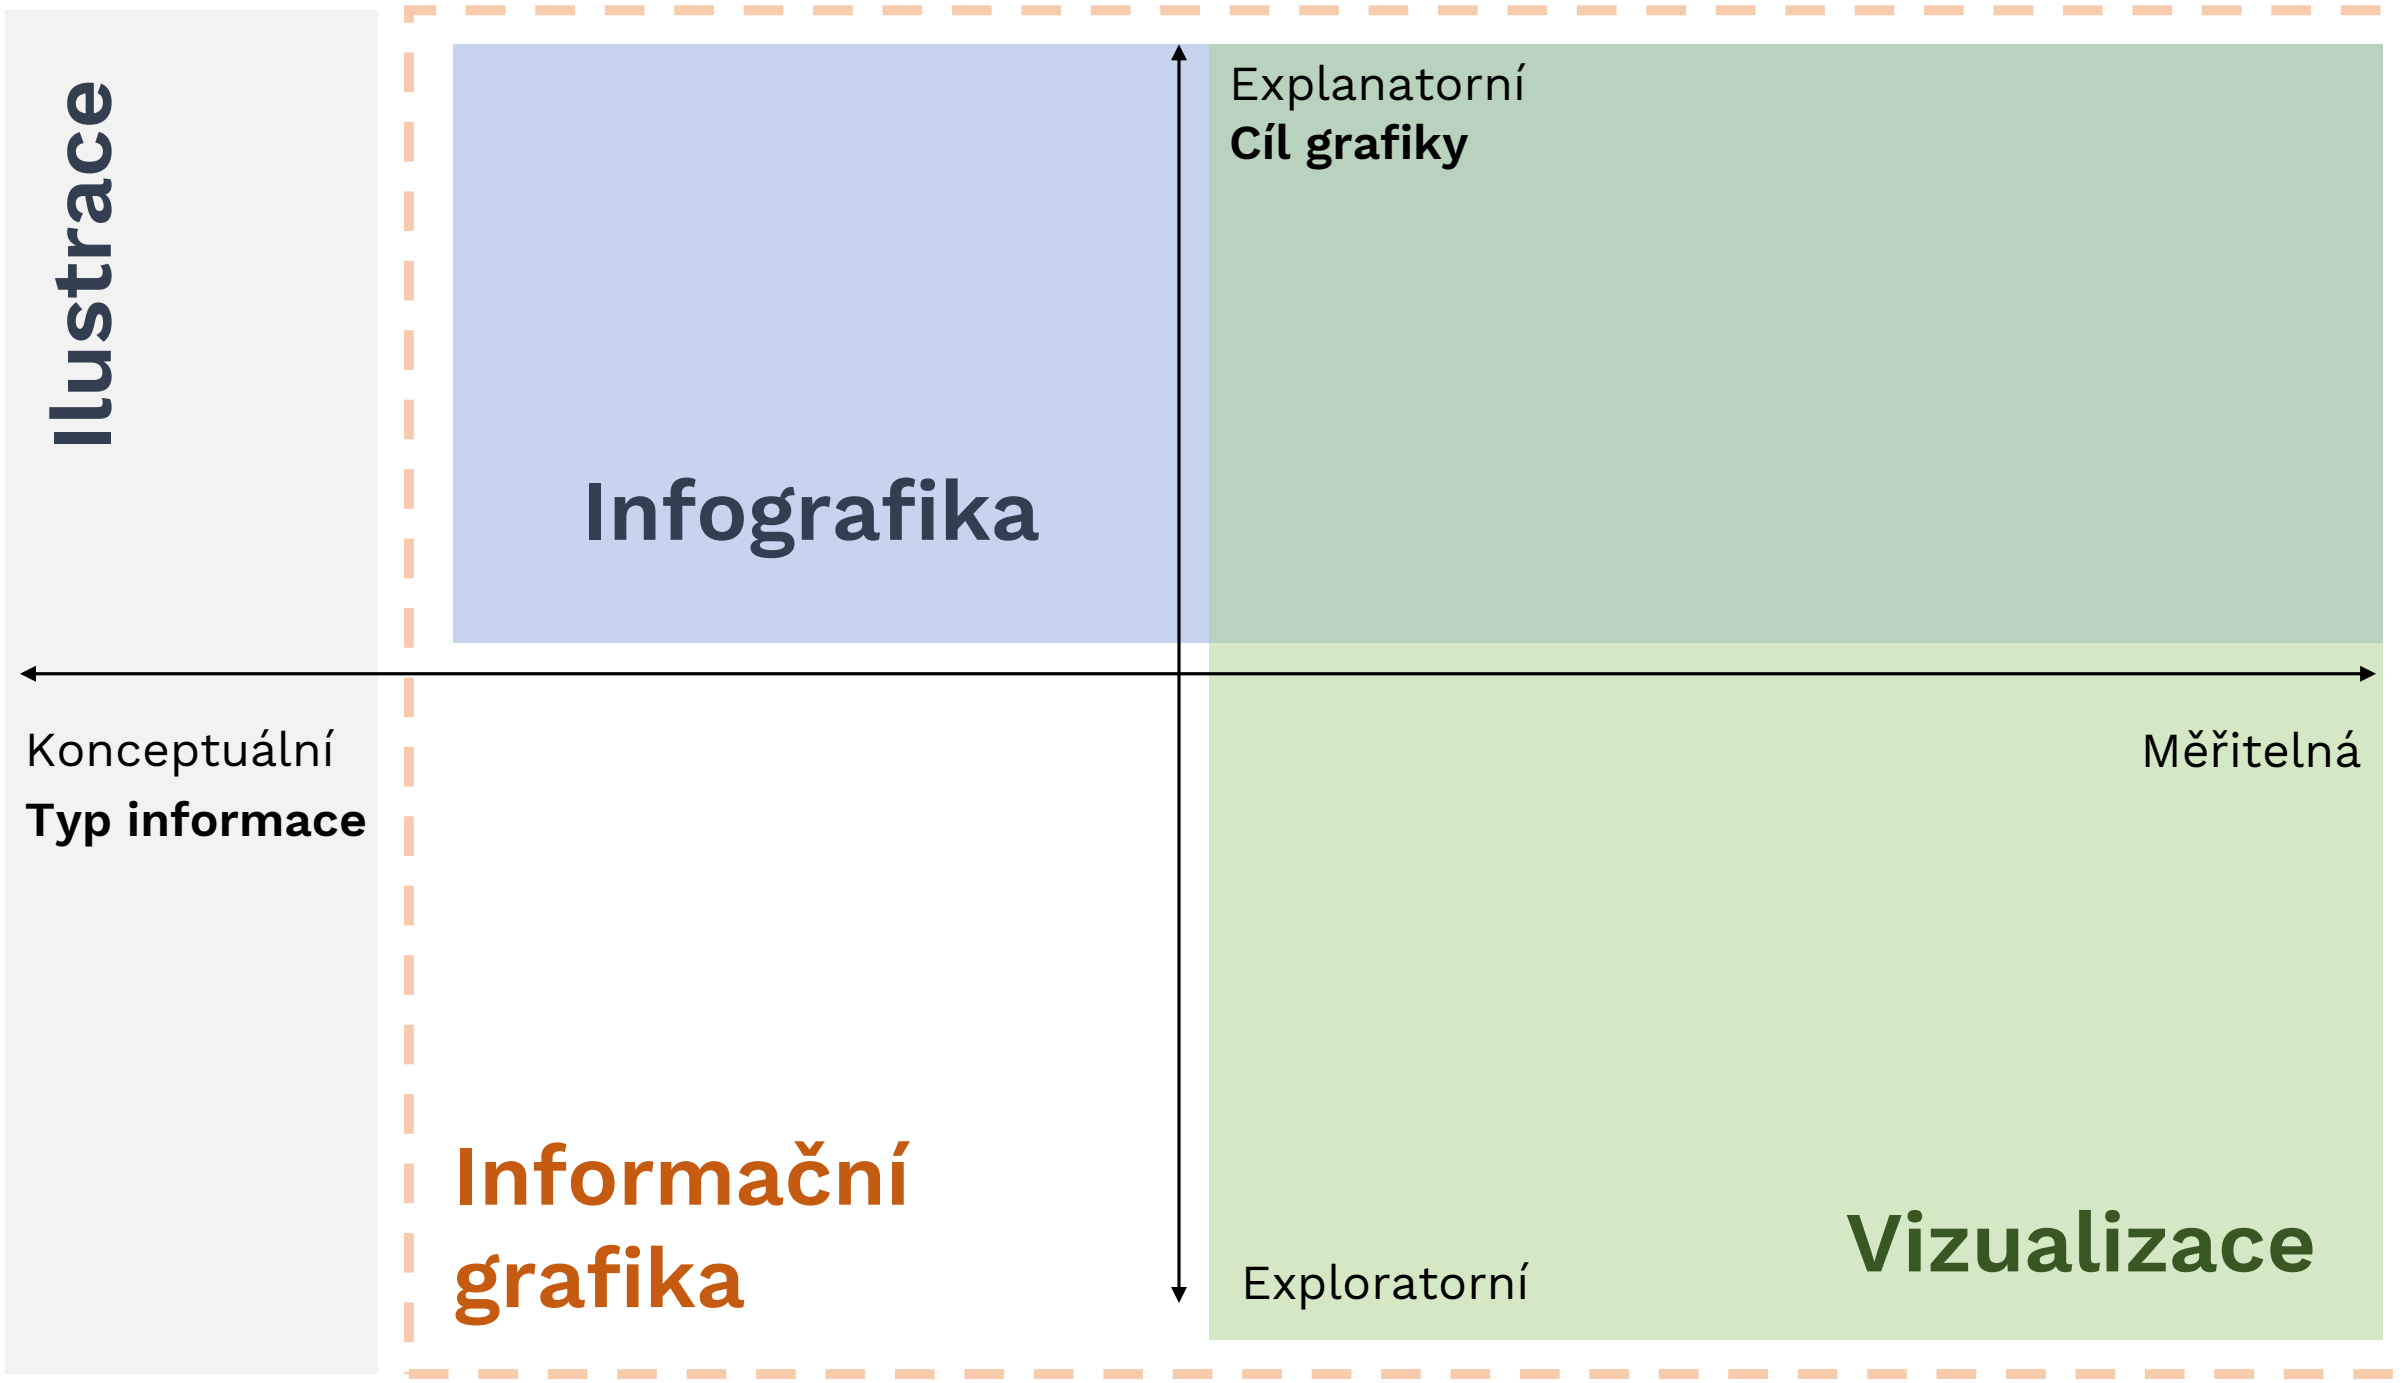 Ilustrace
Explanatorní
Cíl grafiky
Infografika
Konceptuální
Typ informace
Měřitelná
Informační
grafika
Exploratorní
Vizualizace